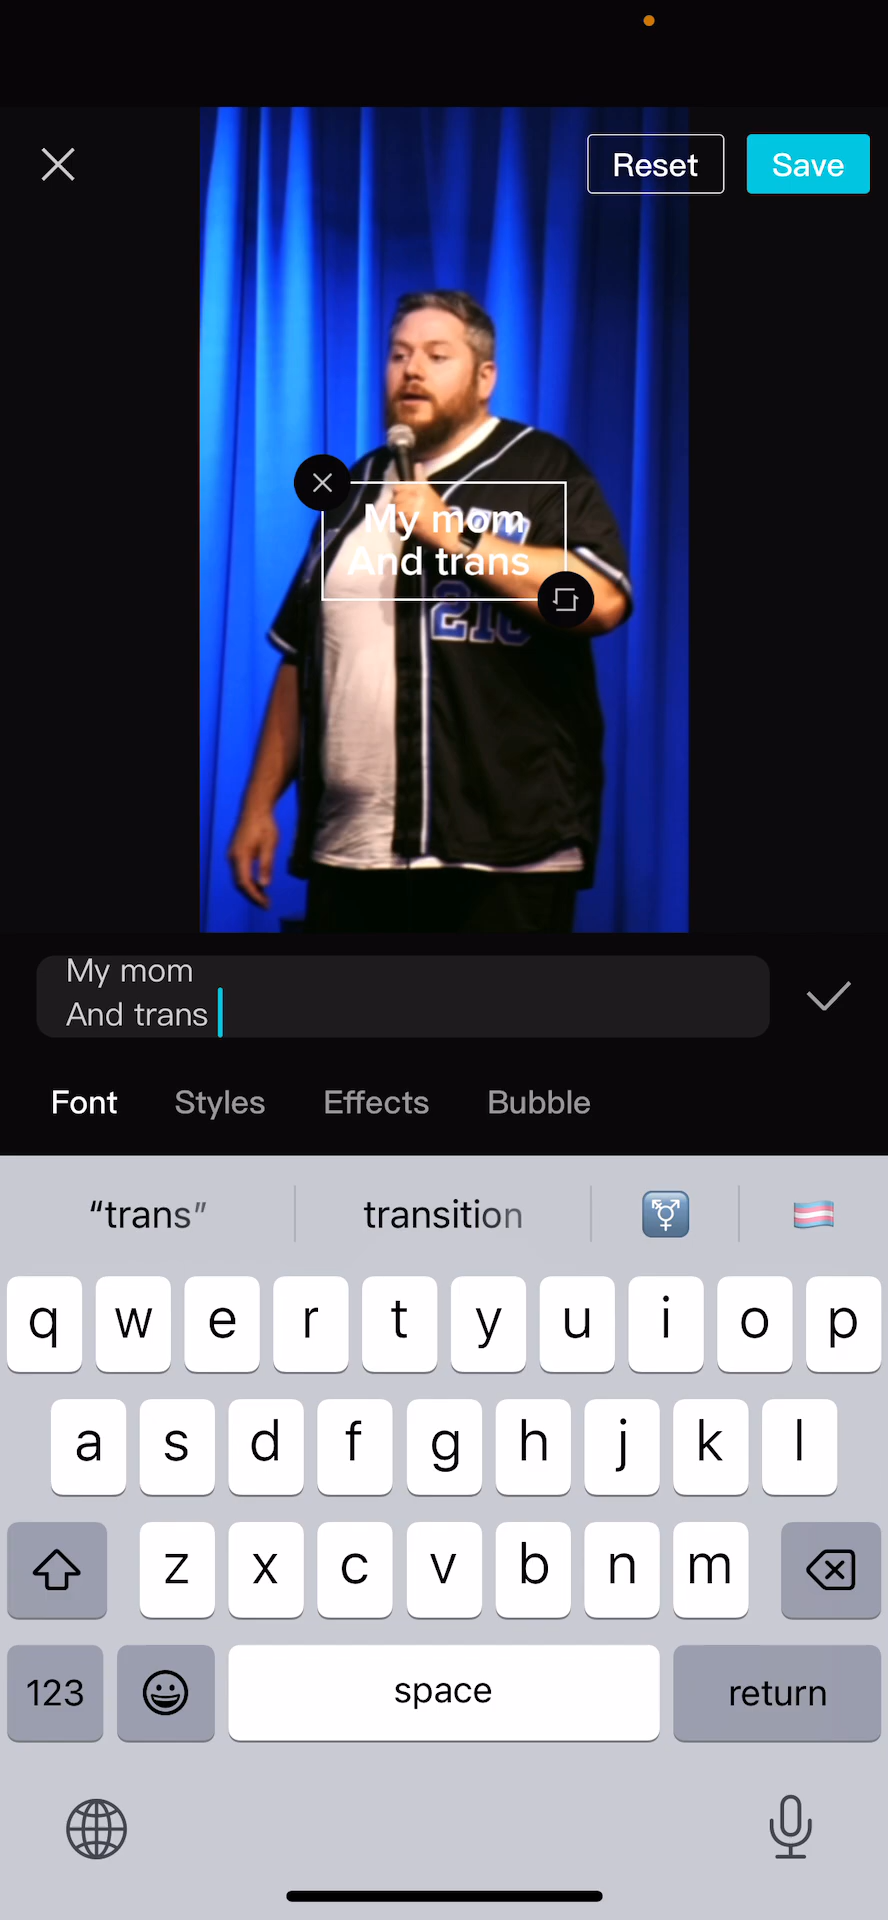 Reset
Save
My mom
And trans
My mom
And trans
Font
Styles
Effects
Bubble
“trans”
transition
q w e r t y u i o p
a s d f g h j k l
z x c v b n m
123
space
return